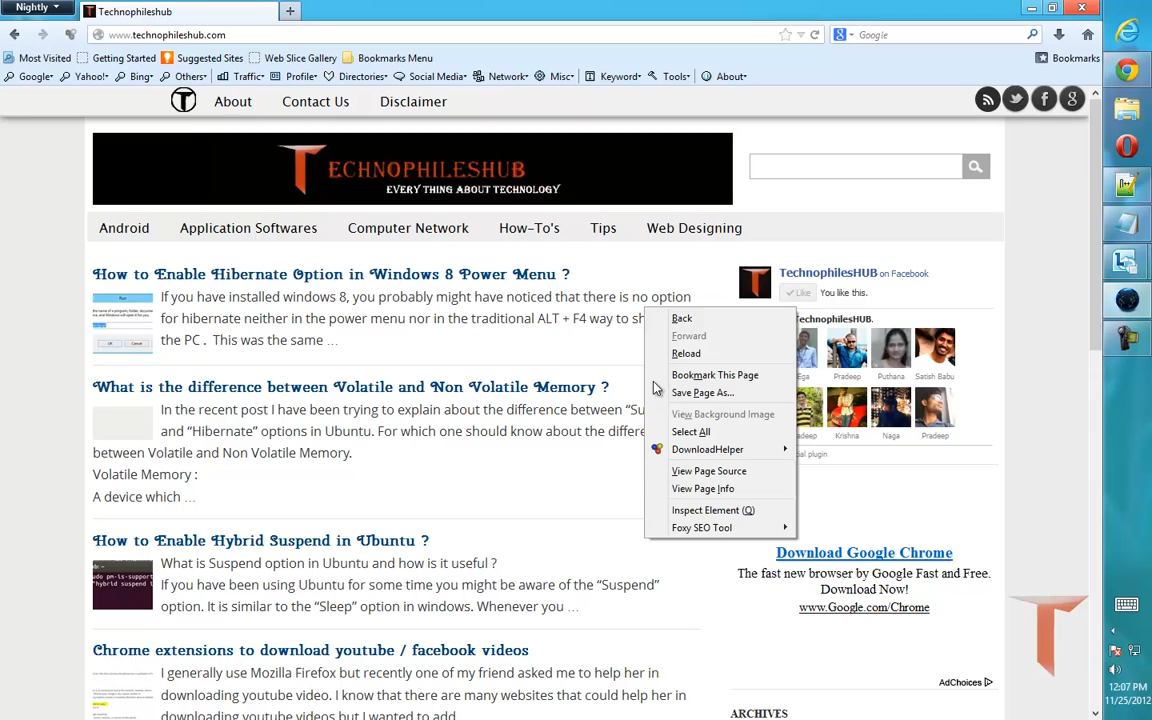 Nightly
Technophileshub
www.technophileshub.com
Google
Most Visited Getting Started Suggested Sites Web Slice Gallery Bookmarks Menu Bookmarks
Google Yahoo! Bing Others Traffic Profile Directories Social Media Network Misc Keyword Tools About
About Contact Us Disclaimer
TECHNOPHILESHUB
EVERY THING ABOUT TECHNOLOGY
Android Application Softwares Computer Network How-To's Tips Web Designing
How to Enable Hibernate Option in Windows 8 Power Menu ?
If you have installed windows 8, you probably might have noticed that there is no option
for hibernate neither in the power menu nor in the traditional ALT + F4 way to sh
the PC . This was the same …
What is the difference between Volatile and Non Volatile Memory ?
In the recent post I have been trying to explain about the difference between “Su
and “Hibernate” options in Ubuntu. For which one should know about the differe
between Volatile and Non Volatile Memory.
Volatile Memory :
A device which …
How to Enable Hybrid Suspend in Ubuntu ?
What is Suspend option in Ubuntu and how is it useful ?
If you have been using Ubuntu for some time you might be aware of the “Suspend”
option. It is similar to the “Sleep” option in windows. Whenever you …
Chrome extensions to download youtube / facebook videos
I generally use Mozilla Firefox but recently one of my friend asked me to help her in
downloading youtube video. I know that there are many websites that could help her in
downloading youtube videos but I wanted to add
Back
Forward
Reload
Bookmark This Page
Save Page As...
View Background Image
Select All
DownloadHelper
View Page Source
View Page Info
Inspect Element (Q)
Foxy SEO Tool
TechnophilesHUB on Facebook
Like You like this.
TechnophilesHUB.
Ega Pradeep Puthana Satish Babu
adeep Krishna Naga Pradeep
ial plugin
Download Google Chrome
The fast new browser by Google Fast and Free.
Download Now!
www.Google.com/Chrome
AdChoices
ARCHIVES
12:07 PM
11/25/2012